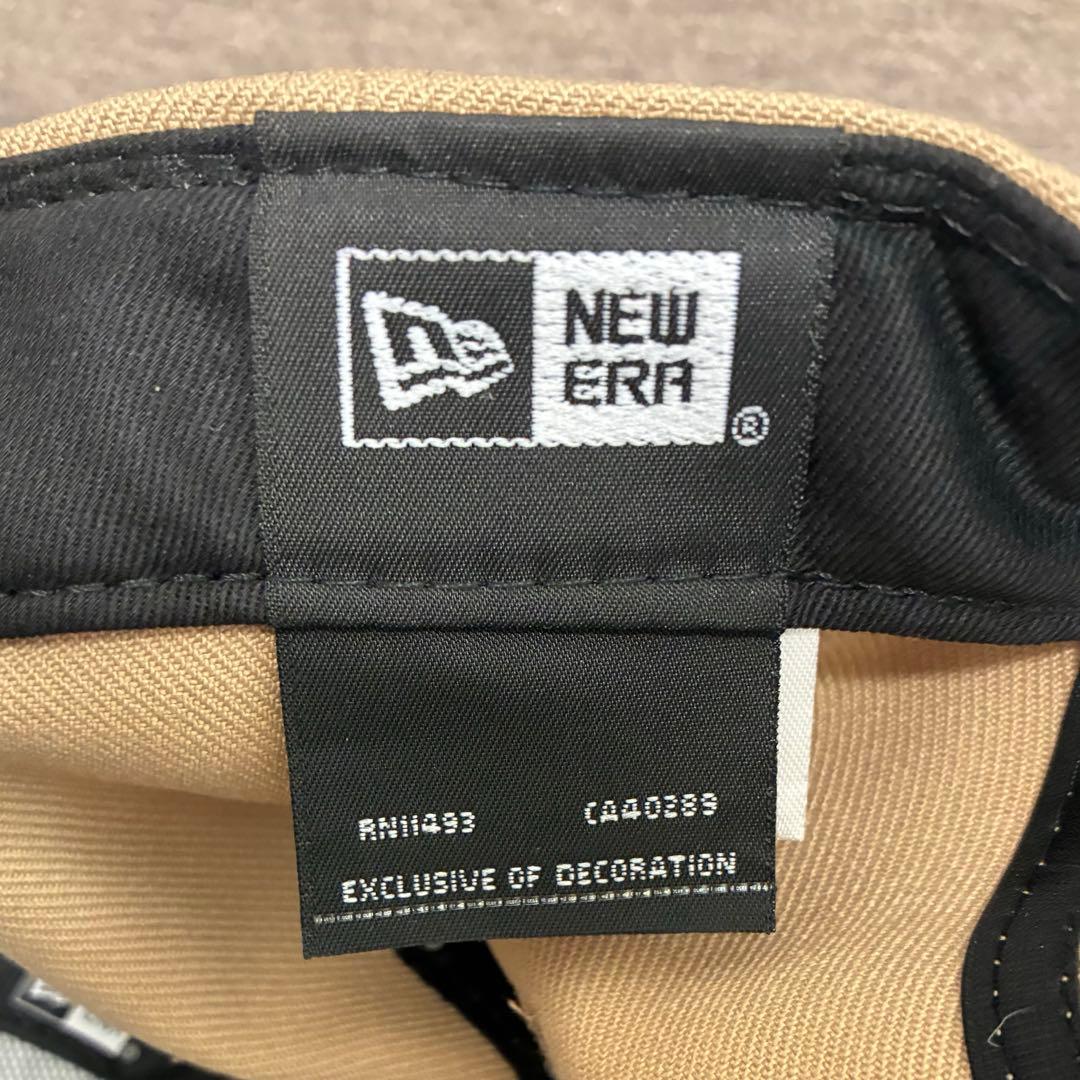 NEW
ERA
®
RN11493 CA40289
EXCLUSIVE OF DECORATION